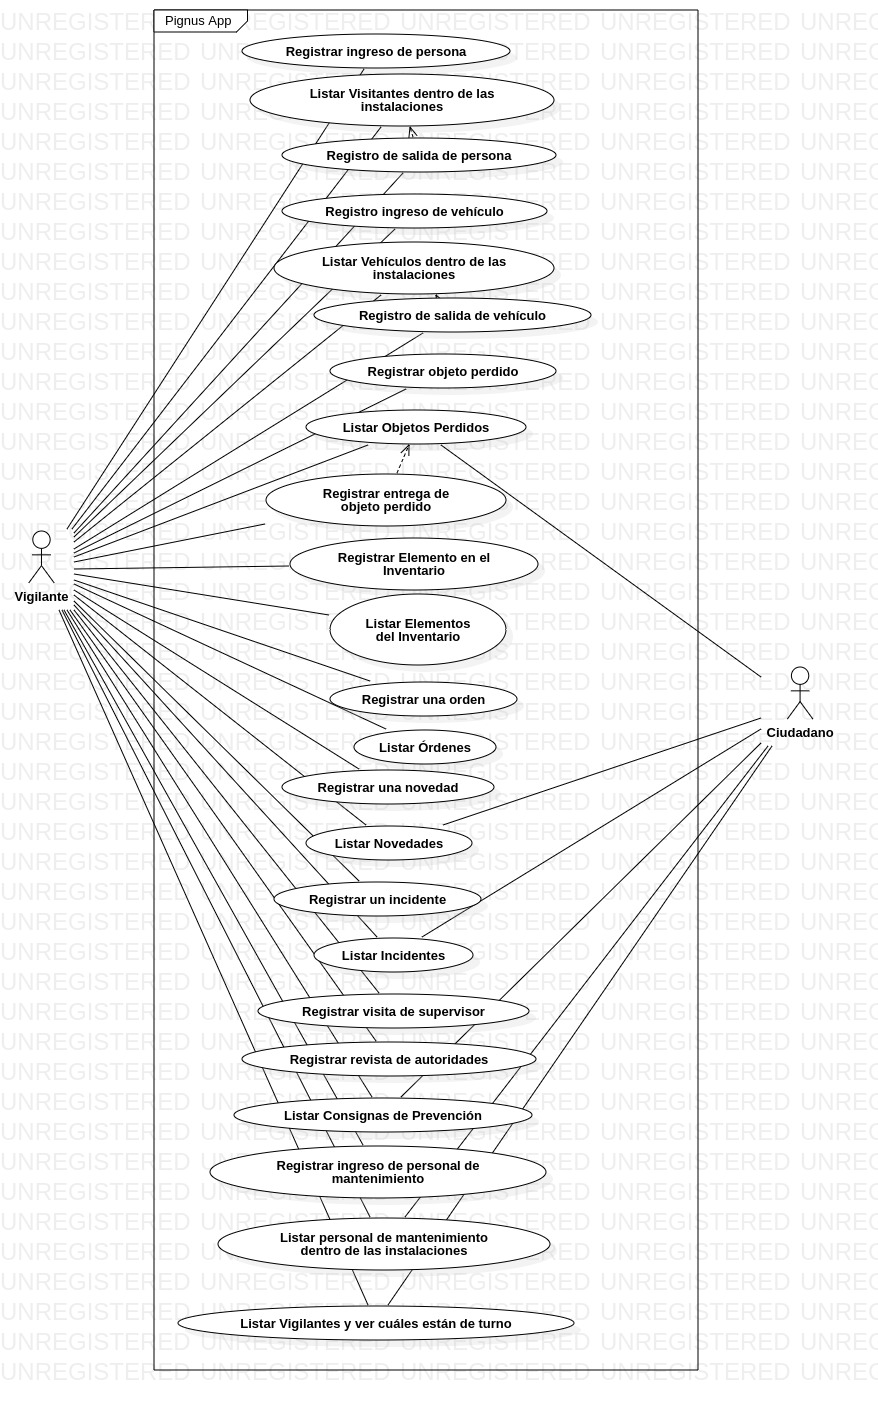 Pignus App
Registrar ingreso de persona
Listar Visitantes dentro de las
instalaciones
Registro de salida de persona
Registro ingreso de vehículo
Listar Vehículos dentro de las
instalaciones
Registro de salida de vehículo
Registrar objeto perdido
Listar Objetos Perdidos
Registrar entrega de
objeto perdido
Registrar Elemento en el
Inventario
Vigilante
Listar Elementos
del Inventario
Registrar una orden
Ciudadano
Listar Órdenes
Registrar una novedad
Listar Novedades
Registrar un incidente
Listar Incidentes
Registrar visita de supervisor
Registrar revista de autoridades
Listar Consignas de Prevención
Registrar ingreso de personal de
mantenimiento
Listar personal de mantenimiento
dentro de las instalaciones
Listar Vigilantes y ver cuáles están de turno
UNREGISTERED